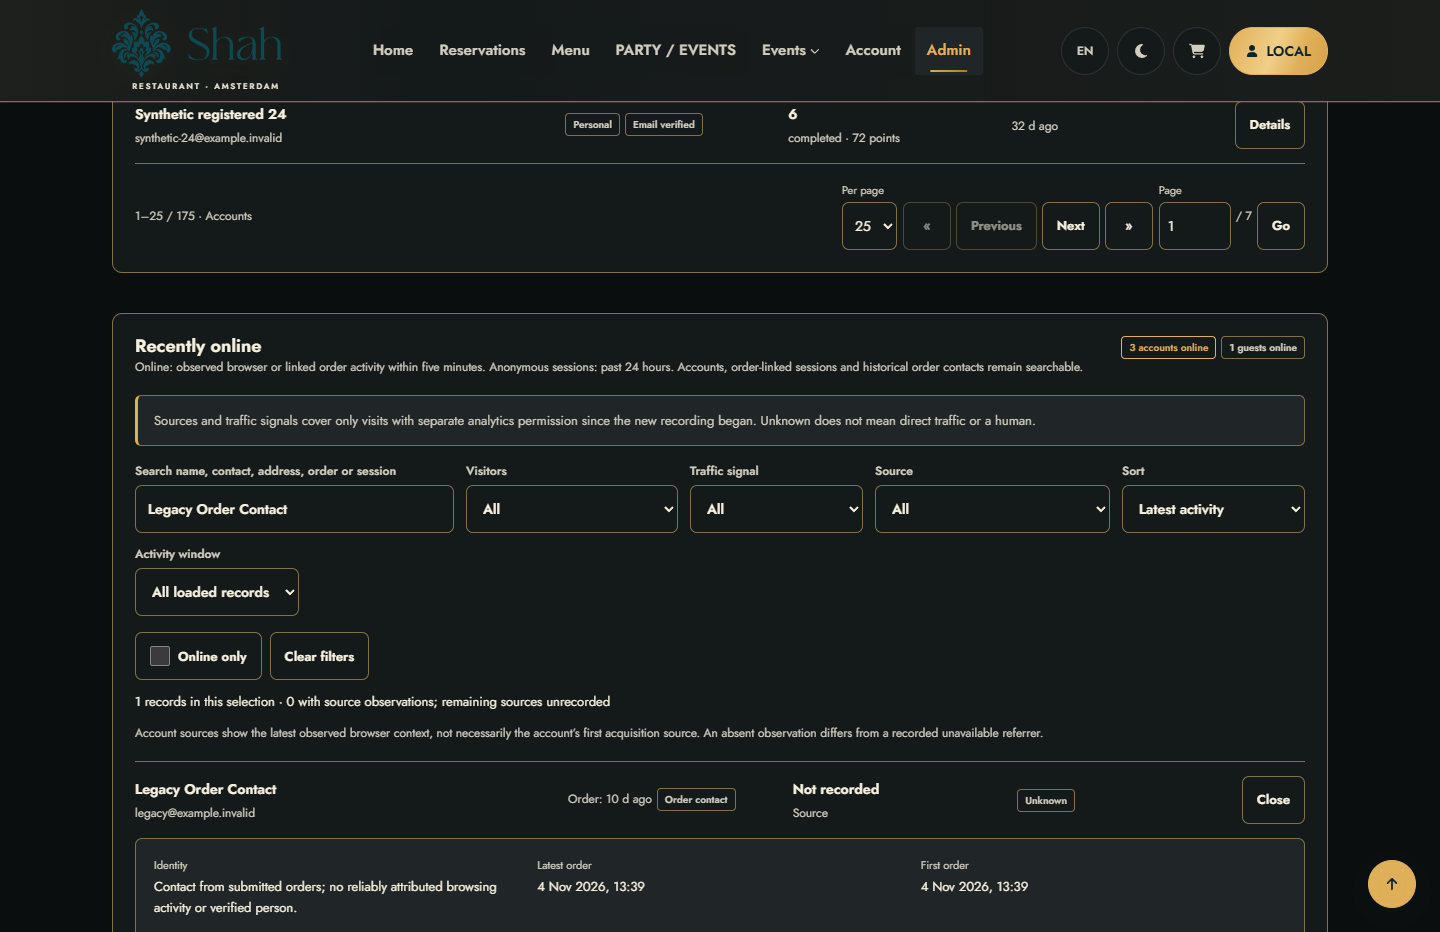 Shah
RESTAURANT · AMSTERDAM
Home
Reservations
Menu
PARTY / EVENTS
Events
Account
Admin
EN
LOCAL
Synthetic registered 24
synthetic-24@example.invalid
Personal
Email verified
6
completed · 72 points
32 d ago
Details
1–25 / 175 · Accounts
Per page
25
«
Previous
Next
»
Page
1
/ 7
Go
Recently online
3 accounts online
1 guests online
Online: observed browser or linked order activity within five minutes. Anonymous sessions: past 24 hours. Accounts, order-linked sessions and historical order contacts remain searchable.
Sources and traffic signals cover only visits with separate analytics permission since the new recording began. Unknown does not mean direct traffic or a human.
Search name, contact, address, order or session
Legacy Order Contact
Visitors
All
Traffic signal
All
Source
All
Sort
Latest activity
Activity window
All loaded records
Online only
Clear filters
1 records in this selection · 0 with source observations; remaining sources unrecorded
Account sources show the latest observed browser context, not necessarily the account's first acquisition source. An absent observation differs from a recorded unavailable referrer.
Legacy Order Contact
legacy@example.invalid
Order: 10 d ago
Order contact
Not recorded
Source
Unknown
Close
Identity
Contact from submitted orders; no reliably attributed browsing
activity or verified person.
Latest order
4 Nov 2026, 13:39
First order
4 Nov 2026, 13:39